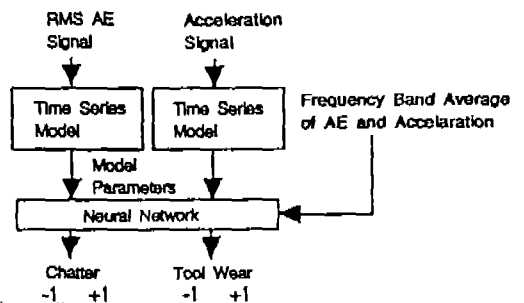 RMS AE
Signal
Acceleration
Signal
Time Series
Model
Time Series
Model
Frequency Band Average
of AE and Accelaration
Model
Parameters
Neural Network
Chatter
-1 +1
Tool Wear
-1 +1